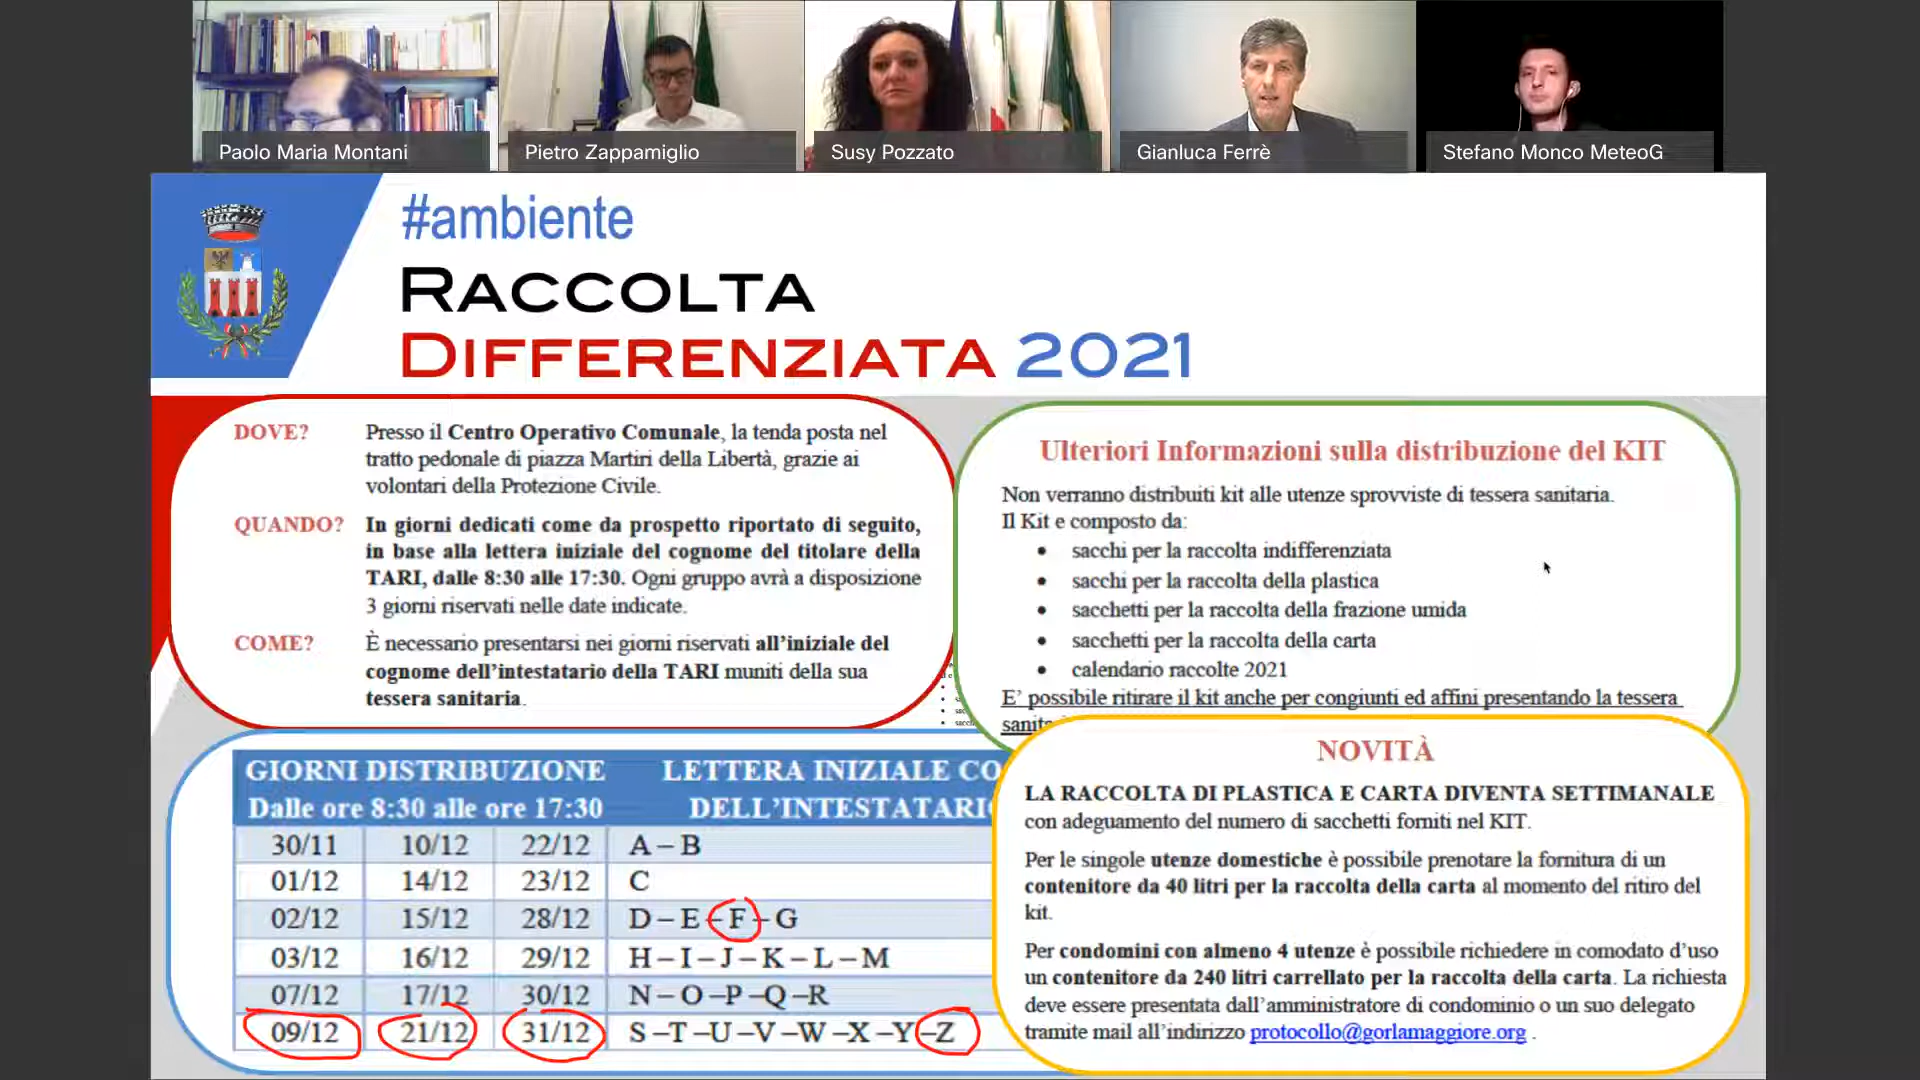 Paolo Maria Montani
Pietro Zappamiglio
Susy Pozzato
Gianluca Ferrè
Stefano Monco MeteoG
#ambiente
RACCOLTA
DIFFERENZIATA 2021
DOVE? Presso il Centro Operativo Comunale, la tenda posta nel
tratto pedonale di piazza Martiri della Libertà, grazie ai
volontari della Protezione Civile.
QUANDO? In giorni dedicati come da prospetto riportato di seguito,
in base alla lettera iniziale del cognome del titolare della
TARI, dalle 8:30 alle 17:30. Ogni gruppo avrà a disposizione
3 giorni riservati nelle date indicate.
COME? È necessario presentarsi nei giorni riservati all'iniziale del
cognome dell'intestatario della TARI muniti della sua
tessera sanitaria.
Ulteriori Informazioni sulla distribuzione del KIT
Non verranno distribuiti kit alle utenze sprovviste di tessera sanitaria.
Il Kit e composto da:
• sacchi per la raccolta indifferenziata
• sacchi per la raccolta della plastica
• sacchetti per la raccolta della frazione umida
• sacchetti per la raccolta della carta
• calendario raccolte 2021
E' possibile ritirare il kit anche per congiunti ed affini presentando la tessera
GIORNI DISTRIBUZIONE LETTERA INIZIALE CO
Dalle ore 8:30 alle ore 17:30 DELL'INTESTATARI
30/11 10/12 22/12 A – B
01/12 14/12 23/12 C
02/12 15/12 28/12 D – E – F – G
03/12 16/12 29/12 H – I – J – K – L – M
07/12 17/12 30/12 N – O –P –Q –R
09/12 21/12 31/12 S –T –U –V –W –X –Y –Z
NOVITÀ
LA RACCOLTA DI PLASTICA E CARTA DIVENTA SETTIMANALE
con adeguamento del numero di sacchetti forniti nel KIT.
Per le singole utenze domestiche è possibile prenotare la fornitura di un
contenitore da 40 litri per la raccolta della carta al momento del ritiro del
kit.
Per condomini con almeno 4 utenze è possibile richiedere in comodato d'uso
un contenitore da 240 litri carrellato per la raccolta della carta. La richiesta
deve essere presentata dall'amministratore di condominio o un suo delegato
tramite mail all'indirizzo protocollo@gorlamaggiore.org .